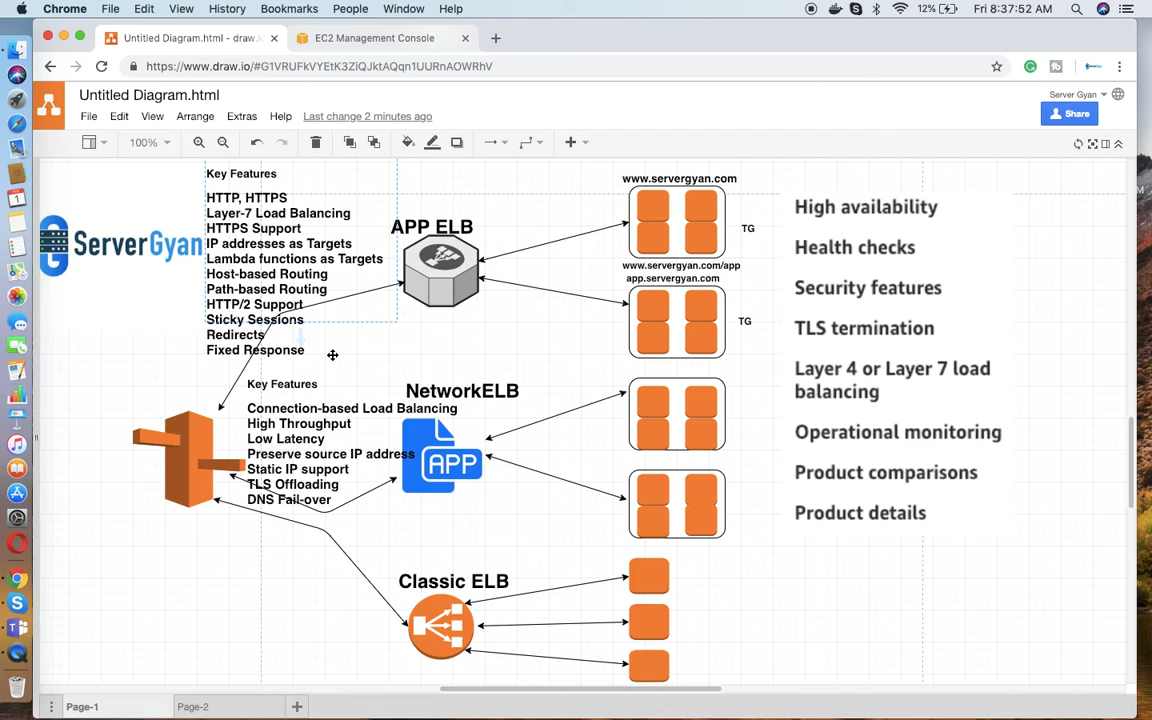 Chrome File Edit View History Bookmarks People Window Help 12% Fri 8:37:52 AM
Untitled Diagram.html - draw.i
EC2 Management Console
https://www.draw.io/#G1VRUFkVYEtK3ZiQJktAQqn1UURnAOWRhV
Untitled Diagram.html
Server Gyan
File Edit View Arrange Extras Help Last change 2 minutes ago
Share
100%
Key Features
HTTP, HTTPS
Layer-7 Load Balancing
HTTPS Support
IP addresses as Targets
Lambda functions as Targets
Host-based Routing
Path-based Routing
HTTP/2 Support
Sticky Sessions
Redirects
Fixed Response
ServerGyan
APP ELB
www.servergyan.com
TG
www.servergyan.com/app
app.servergyan.com
TG
Key Features
Connection-based Load Balancing
High Throughput
Low Latency
Preserve source IP address
Static IP support
TLS Offloading
DNS Fail-over
NetworkELB
APP
Classic ELB
High availability
Health checks
Security features
TLS termination
Layer 4 or Layer 7 load
balancing
Operational monitoring
Product comparisons
Product details
Page-1
Page-2